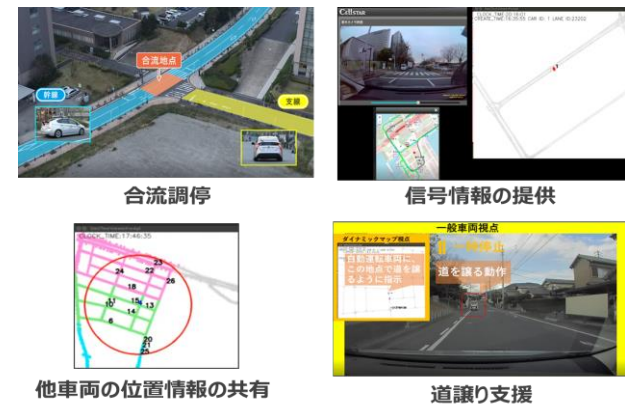 合流地点
幹線
支線
合流調停
CELLSTAR
信号情報の提供
CLOCK_TIME:17:46:35
23
24
22
26
18
11
15
10
13
14
6
20
21
25
他車両の位置情報の共有
一般車両視点
ダイナミックマップ視点
自動運転車両に、
この地点で道を譲
るように指示
一時停止
道を譲る動作
道譲り支援